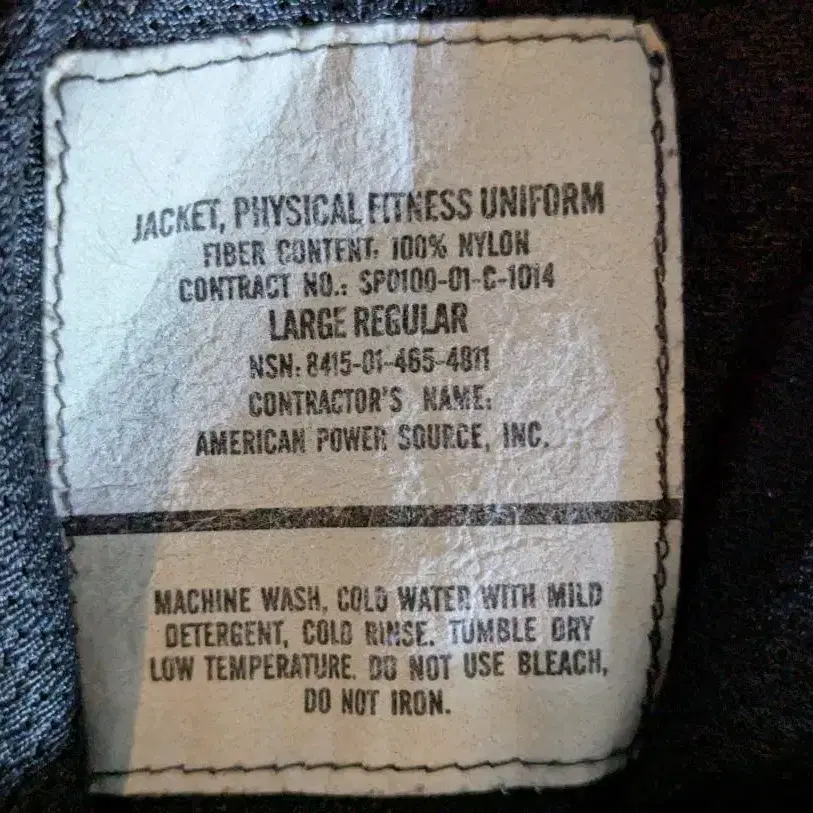 JACKET, PHYSICAL FITNESS UNIFORM
FIBER CONTENT: 100% NYLON
CONTRACT NO.: SP0100-01-C-1014
LARGE REGULAR
NSN: 8415-01-465-4811
CONTRACTOR'S NAME:
AMERICAN POWER SOURCE, INC.
MACHINE WASH, COLD WATER WITH MILD
DETERGENT, COLD RINSE. TUMBLE DRY
LOW TEMPERATURE. DO NOT USE BLEACH,
DO NOT IRON.